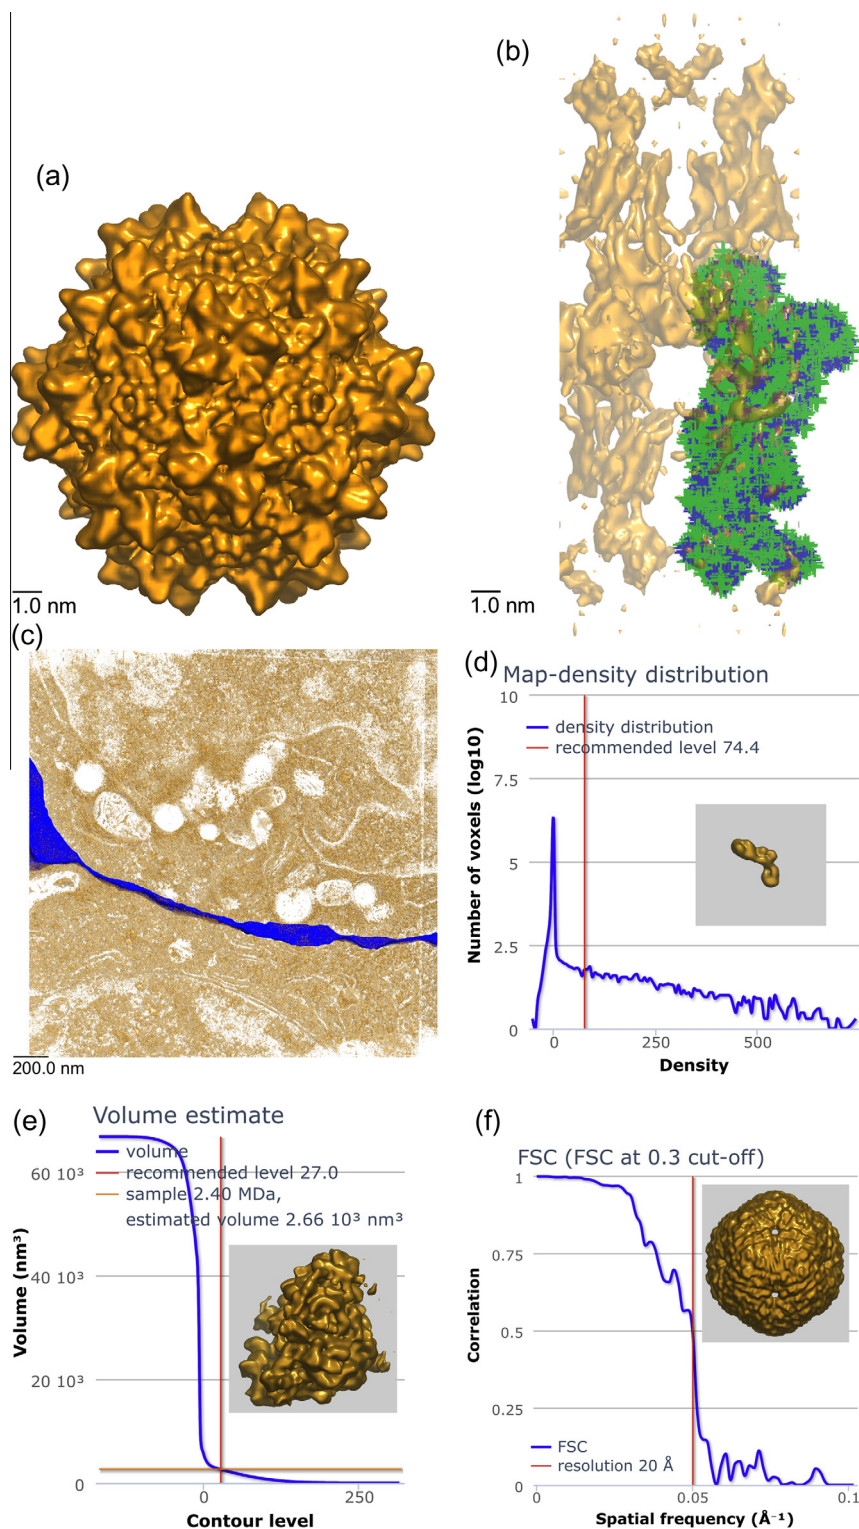 (a)
1.0 nm
(b)
1.0 nm
(c)
200.0 nm
(d)
Map-density distribution
density distribution
recommended level 74.4
Number of voxels (log10)
10
7.5
5
2.5
0
0
250
500
Density
(e)
Volume estimate
volume
recommended level 27.0
sample 2.40 MDa,
estimated volume 2.66 10³ nm³
Volume (nm³)
60 10³
40 10³
20 10³
0
0
250
Contour level
(f)
FSC (FSC at 0.3 cut-off)
Correlation
1
0.75
0.5
0.25
0
FSC
resolution 20 Å
0
0.05
0.1
Spatial frequency (Å⁻¹)